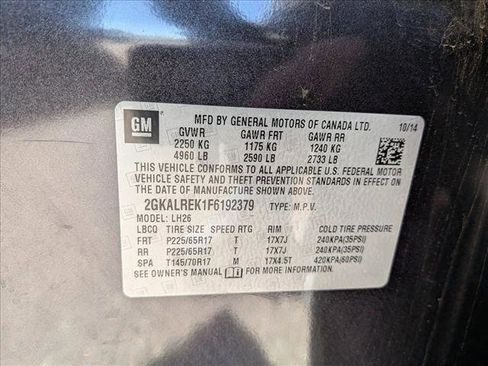 GM
MFD BY GENERAL MOTORS OF CANADA LTD. 10/14
GVWR GAWR FRT GAWR RR
2250 KG 1175 KG 1240 KG
4960 LB 2590 LB 2733 LB
THIS VEHICLE CONFORMS TO ALL APPLICABLE U.S. FEDERAL MOTOR
VEHICLE SAFETY AND THEFT PREVENTION STANDARDS IN EFFECT ON
THE DATE OF MANUFACTURE SHOWN ABOVE.
2GKALREK1F6192379 TYPE: M.P.V.
MODEL: LH26
LBCQ TIRE SIZE SPEED RTG RIM COLD TIRE PRESSURE
FRT P225/65R17 T 17X7J 240KPA(35PSI)
RR P225/65R17 T 17X7J 240KPA(35PSI)
SPA T145/70R17 M 17X4.5T 420KPA(60PSI)
SEE OWNER'S MANUAL FOR MORE INFORMATION.